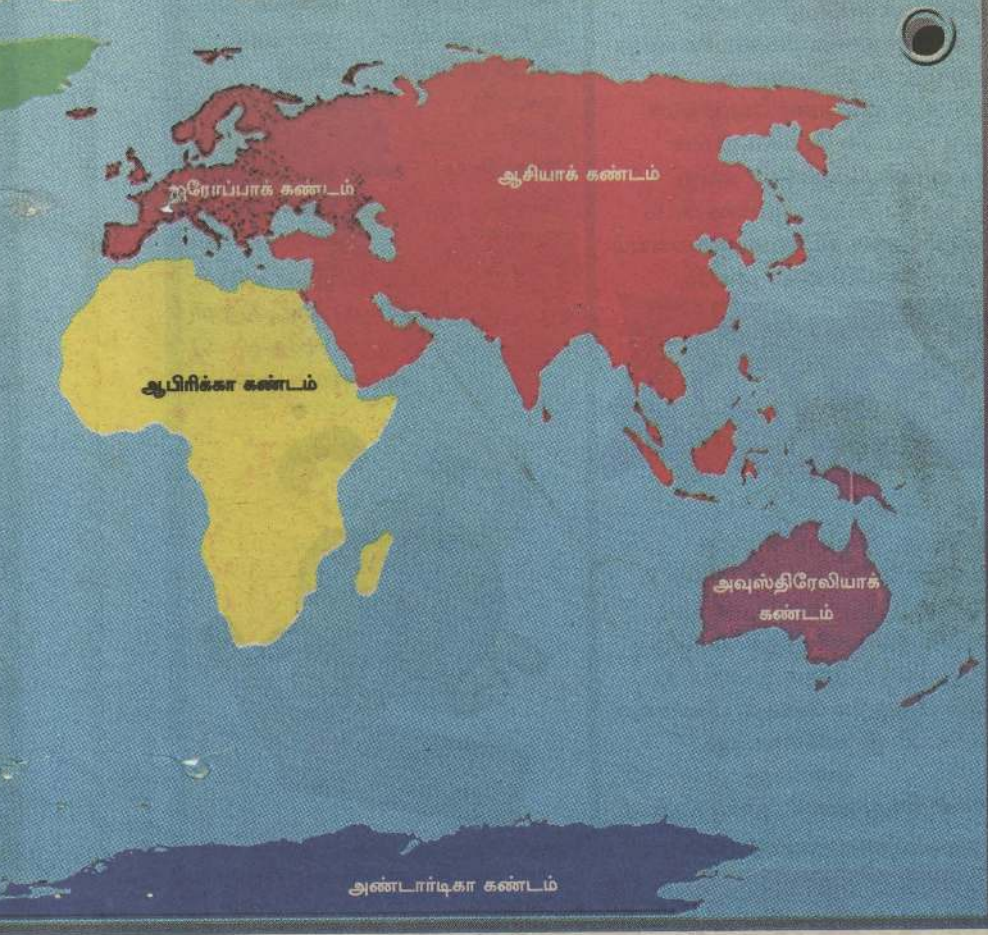 ஐரோப்பாக் கண்டம்
ஆசியாக் கண்டம்
ஆபிரிக்கா கண்டம்
அவுஸ்திரேலியாக்
கண்டம்
அண்டார்டிகா கண்டம்